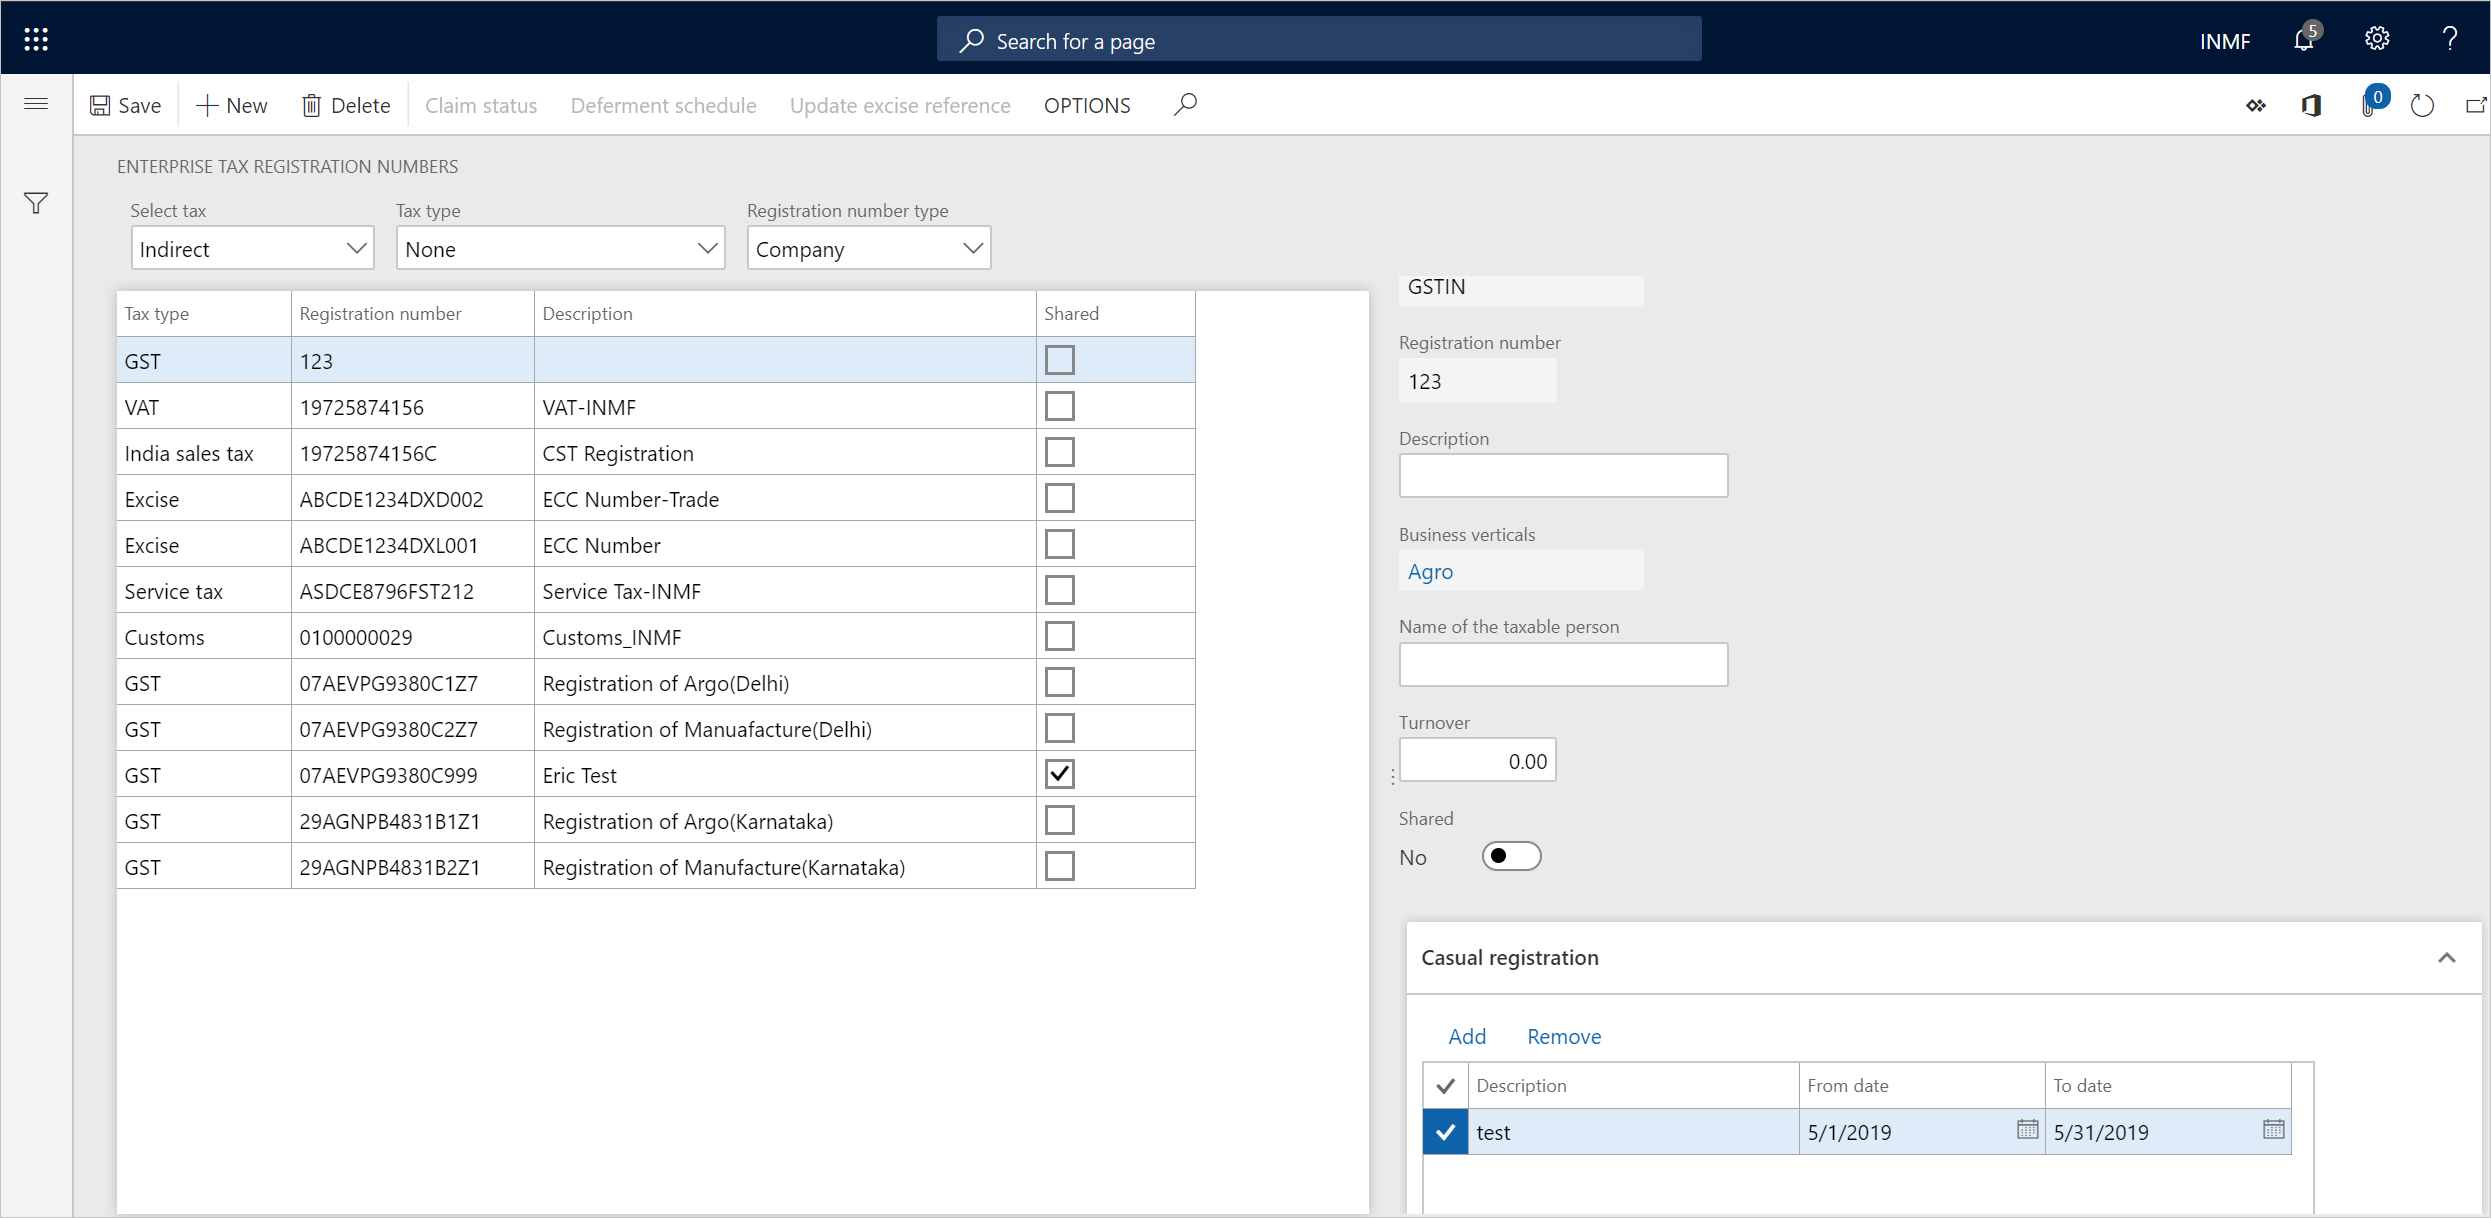 Search for a page
INMF
5
?
Save
New
Delete
Claim status
Deferment schedule
Update excise reference
OPTIONS
0
ENTERPRISE TAX REGISTRATION NUMBERS
Select tax
Tax type
Registration number type
Indirect
None
Company
Tax type Registration number Description Shared
GST 123
VAT 19725874156 VAT-INMF
India sales tax 19725874156C CST Registration
Excise ABCDE1234DXD002 ECC Number-Trade
Excise ABCDE1234DXL001 ECC Number
Service tax ASDCE8796FST212 Service Tax-INMF
Customs 0100000029 Customs_INMF
GST 07AEVPG9380C1Z7 Registration of Argo(Delhi)
GST 07AEVPG9380C2Z7 Registration of Manuafacture(Delhi)
GST 07AEVPG9380C999 Eric Test
GST 29AGNPB4831B1Z1 Registration of Argo(Karnataka)
GST 29AGNPB4831B2Z1 Registration of Manufacture(Karnataka)
GSTIN
Registration number
123
Description
Business verticals
Agro
Name of the taxable person
Turnover
0.00
Shared
No
Casual registration
Add Remove
Description From date To date
test 5/1/2019 5/31/2019